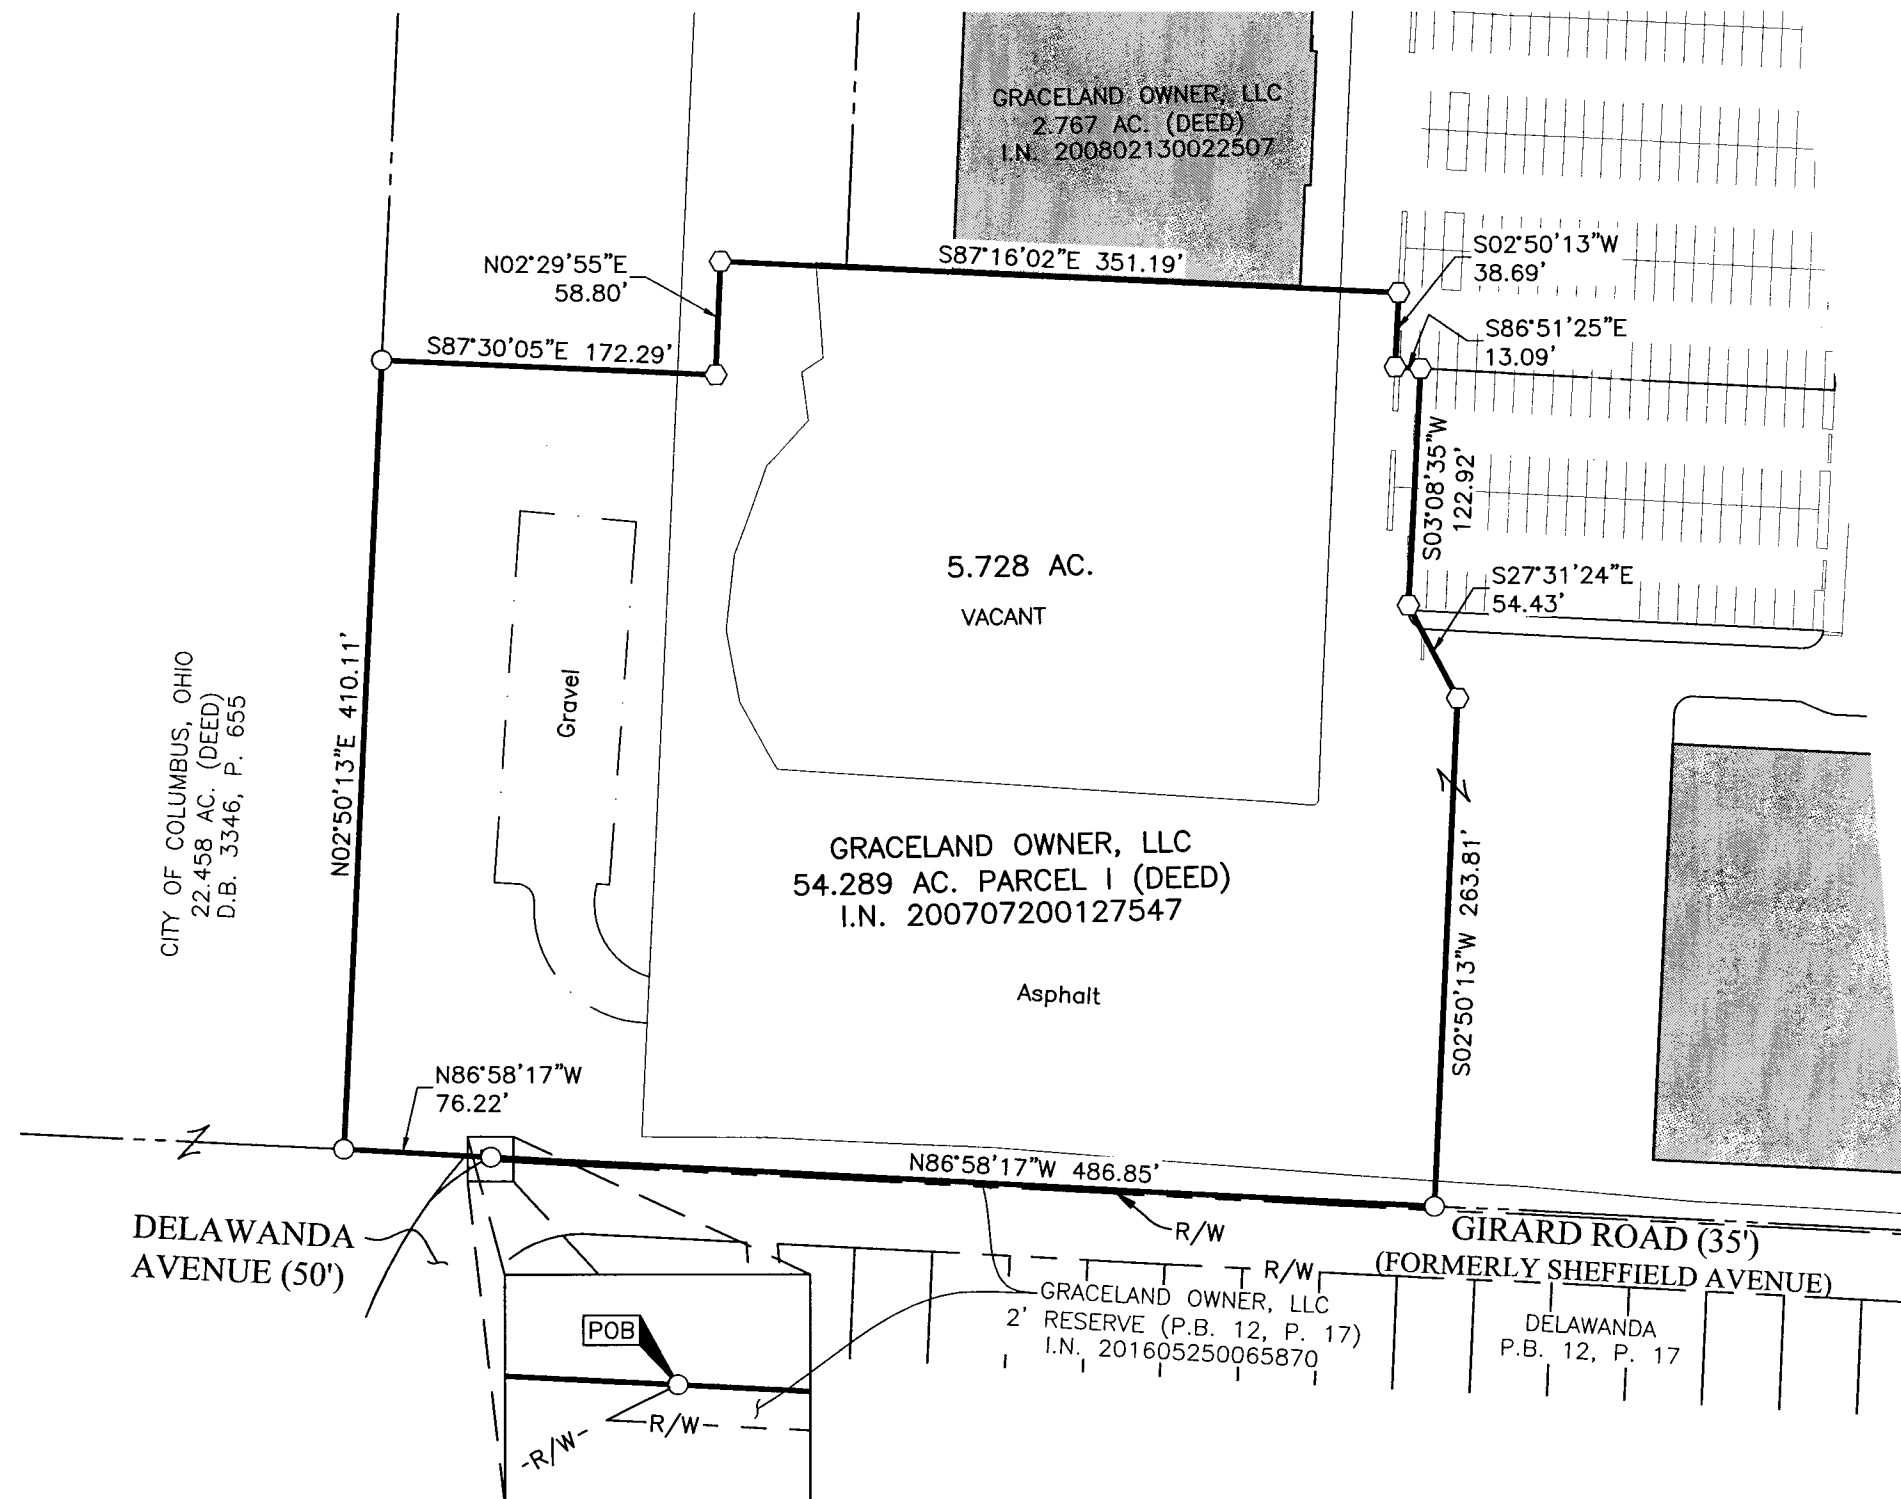 GRACELAND OWNER, LLC
2.767 AC. (DEED)
I.N. 200802130022507
N02°29'55"E
58.80'
S87°16'02"E 351.19'
S02°50'13"W
38.69'
S86°51'25"E
13.09'
S87°30'05"E 172.29'
S03°08'35"W
122.92'
S27°31'24"E
54.43'
5.728 AC.
VACANT
Gravel
N02°50'13"E 410.11'
CITY OF COLUMBUS, OHIO
22.458 AC. (DEED)
D.B. 3346, P. 655
GRACELAND OWNER, LLC
54.289 AC. PARCEL I (DEED)
I.N. 200707200127547
Asphalt
S02°50'13"W 263.81'
N86°58'17"W
76.22'
N86°58'17"W 486.85'
R/W
DELAWANDA
AVENUE (50')
GIRARD ROAD (35')
(FORMERLY SHEFFIELD AVENUE)
R/W
GRACELAND OWNER, LLC
2' RESERVE (P.B. 12, P. 17)
I.N. 201605250065870
DELAWANDA
P.B. 12, P. 17
POB
R/W
R/W